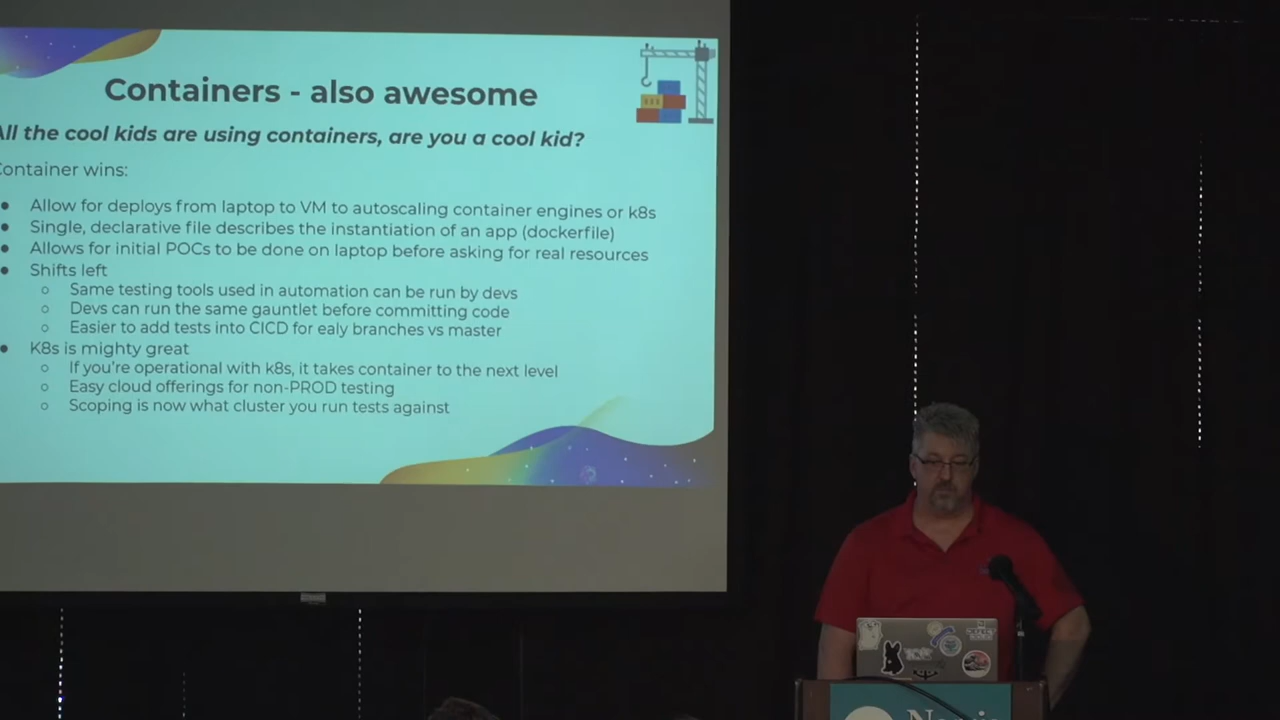 Containers - also awesome
All the cool kids are using containers, are you a cool kid?
Container wins:
Allow for deploys from laptop to VM to autoscaling container engines or k8s
Single, declarative file describes the instantiation of an app (dockerfile)
Allows for initial POCs to be done on laptop before asking for real resources
Shifts left
Same testing tools used in automation can be run by devs
Devs can run the same gauntlet before committing code
Easier to add tests into CICD for ealy branches vs master
K8s is mighty great
If you're operational with k8s, it takes container to the next level
Easy cloud offerings for non-PROD testing
Scoping is now what cluster you run tests against